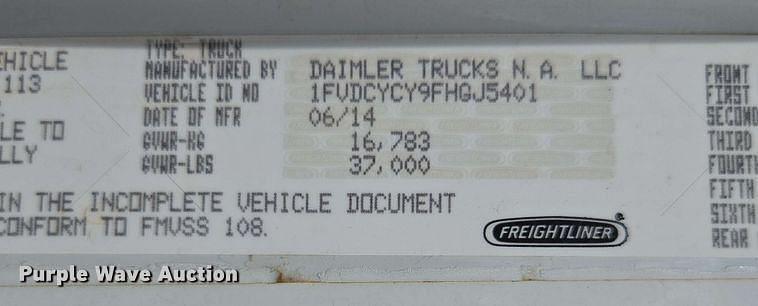 TYPE: TRUCK
EHICLE MANUFACTURED BY DAIMLER TRUCKS N.A. LLC FRONT
113 VEHICLE ID NO 1FVDCYCY9FHGJ5401 FIRST
DATE OF MFR 06/14 SECOND
LE TO GVWR-KG 16,783 THIRD
LLY GVWR-LBS 37,000 FOURTH
IN THE INCOMPLETE VEHICLE DOCUMENT FIFTH
CONFORM TO FMVSS 108. SIXTH
FREIGHTLINER® REAR
Purple Wave Auction